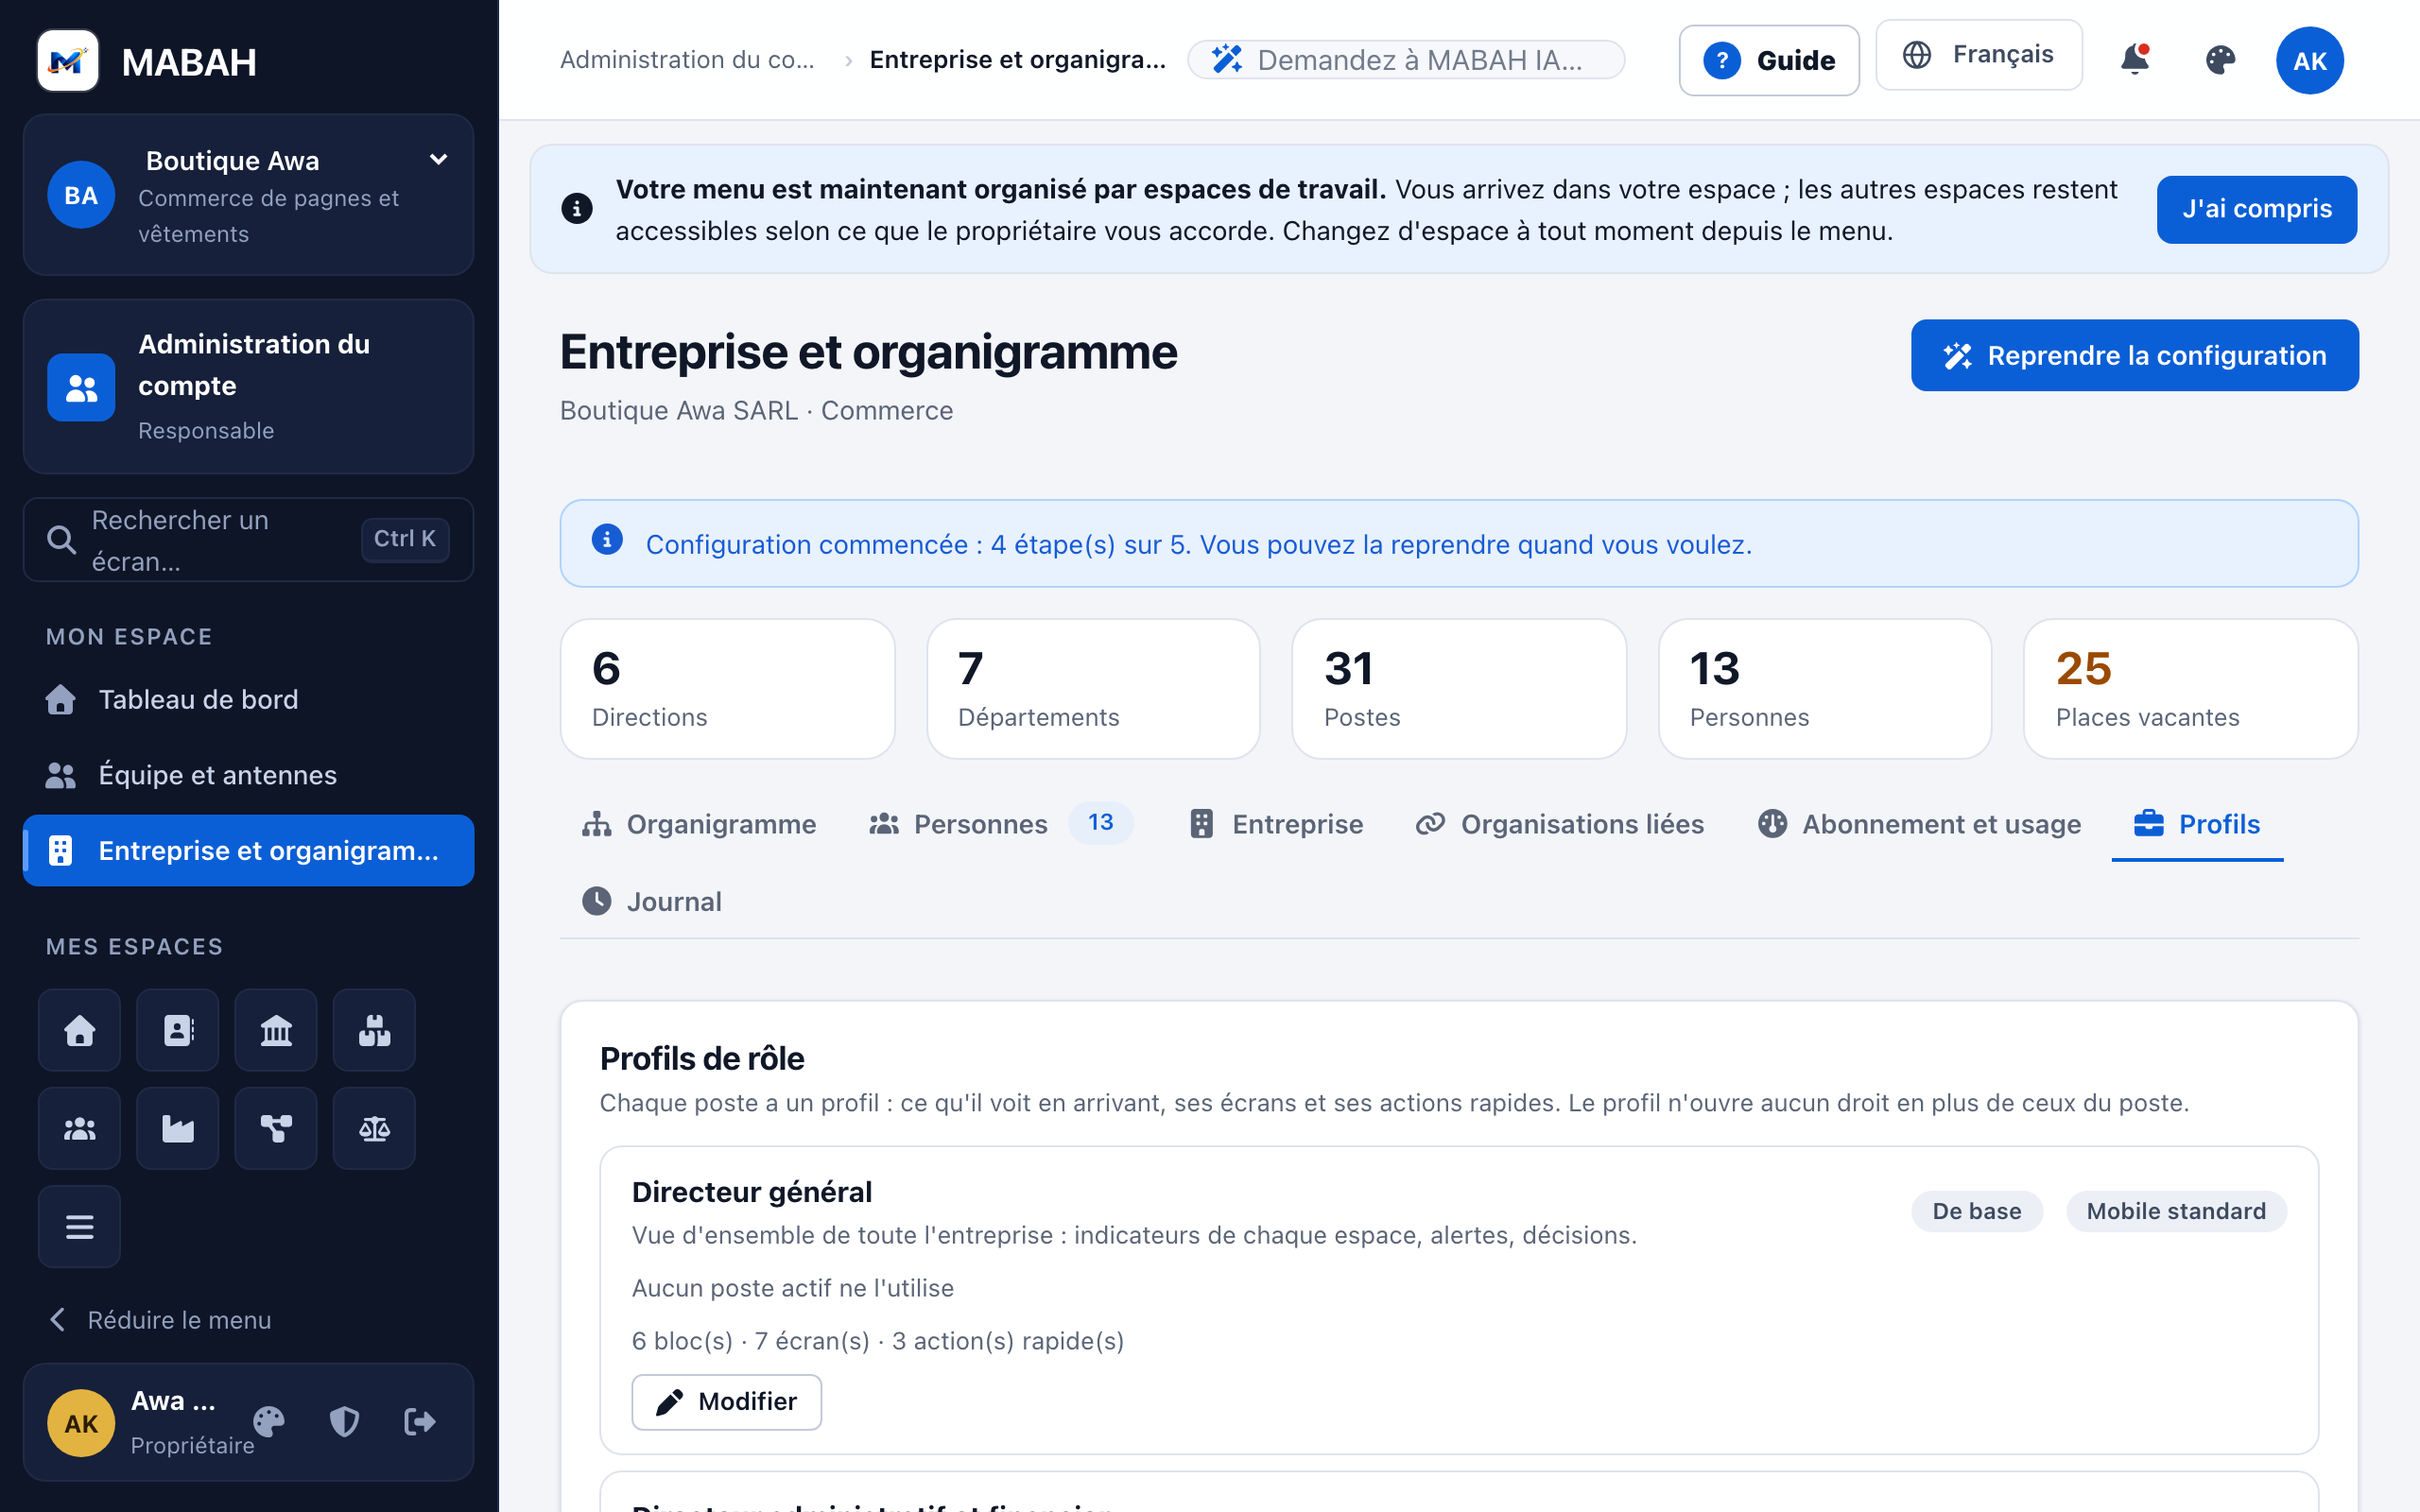 MABAH
BA
Boutique Awa
Commerce de pagnes et
vêtements
Administration du
compte
Responsable
Rechercher un
écran...
Ctrl K
MON ESPACE
Tableau de bord
Équipe et antennes
Entreprise et organigram...
MES ESPACES
Réduire le menu
AK
Awa ...
Propriétaire
Administration du co...
›
Entreprise et organigra...
Demandez à MABAH IA...
? Guide
Français
AK
Votre menu est maintenant organisé par espaces de travail. Vous arrivez dans votre espace ; les autres espaces restent
accessibles selon ce que le propriétaire vous accorde. Changez d'espace à tout moment depuis le menu.
J'ai compris
Entreprise et organigramme
Boutique Awa SARL · Commerce
Reprendre la configuration
Configuration commencée : 4 étape(s) sur 5. Vous pouvez la reprendre quand vous voulez.
6
Directions
7
Départements
31
Postes
13
Personnes
25
Places vacantes
Organigramme
Personnes 13
Entreprise
Organisations liées
Abonnement et usage
Profils
Journal
Profils de rôle
Chaque poste a un profil : ce qu'il voit en arrivant, ses écrans et ses actions rapides. Le profil n'ouvre aucun droit en plus de ceux du poste.
Directeur général
De base
Mobile standard
Vue d'ensemble de toute l'entreprise : indicateurs de chaque espace, alertes, décisions.
Aucun poste actif ne l'utilise
6 bloc(s) · 7 écran(s) · 3 action(s) rapide(s)
Modifier
Directeur administratif et financier